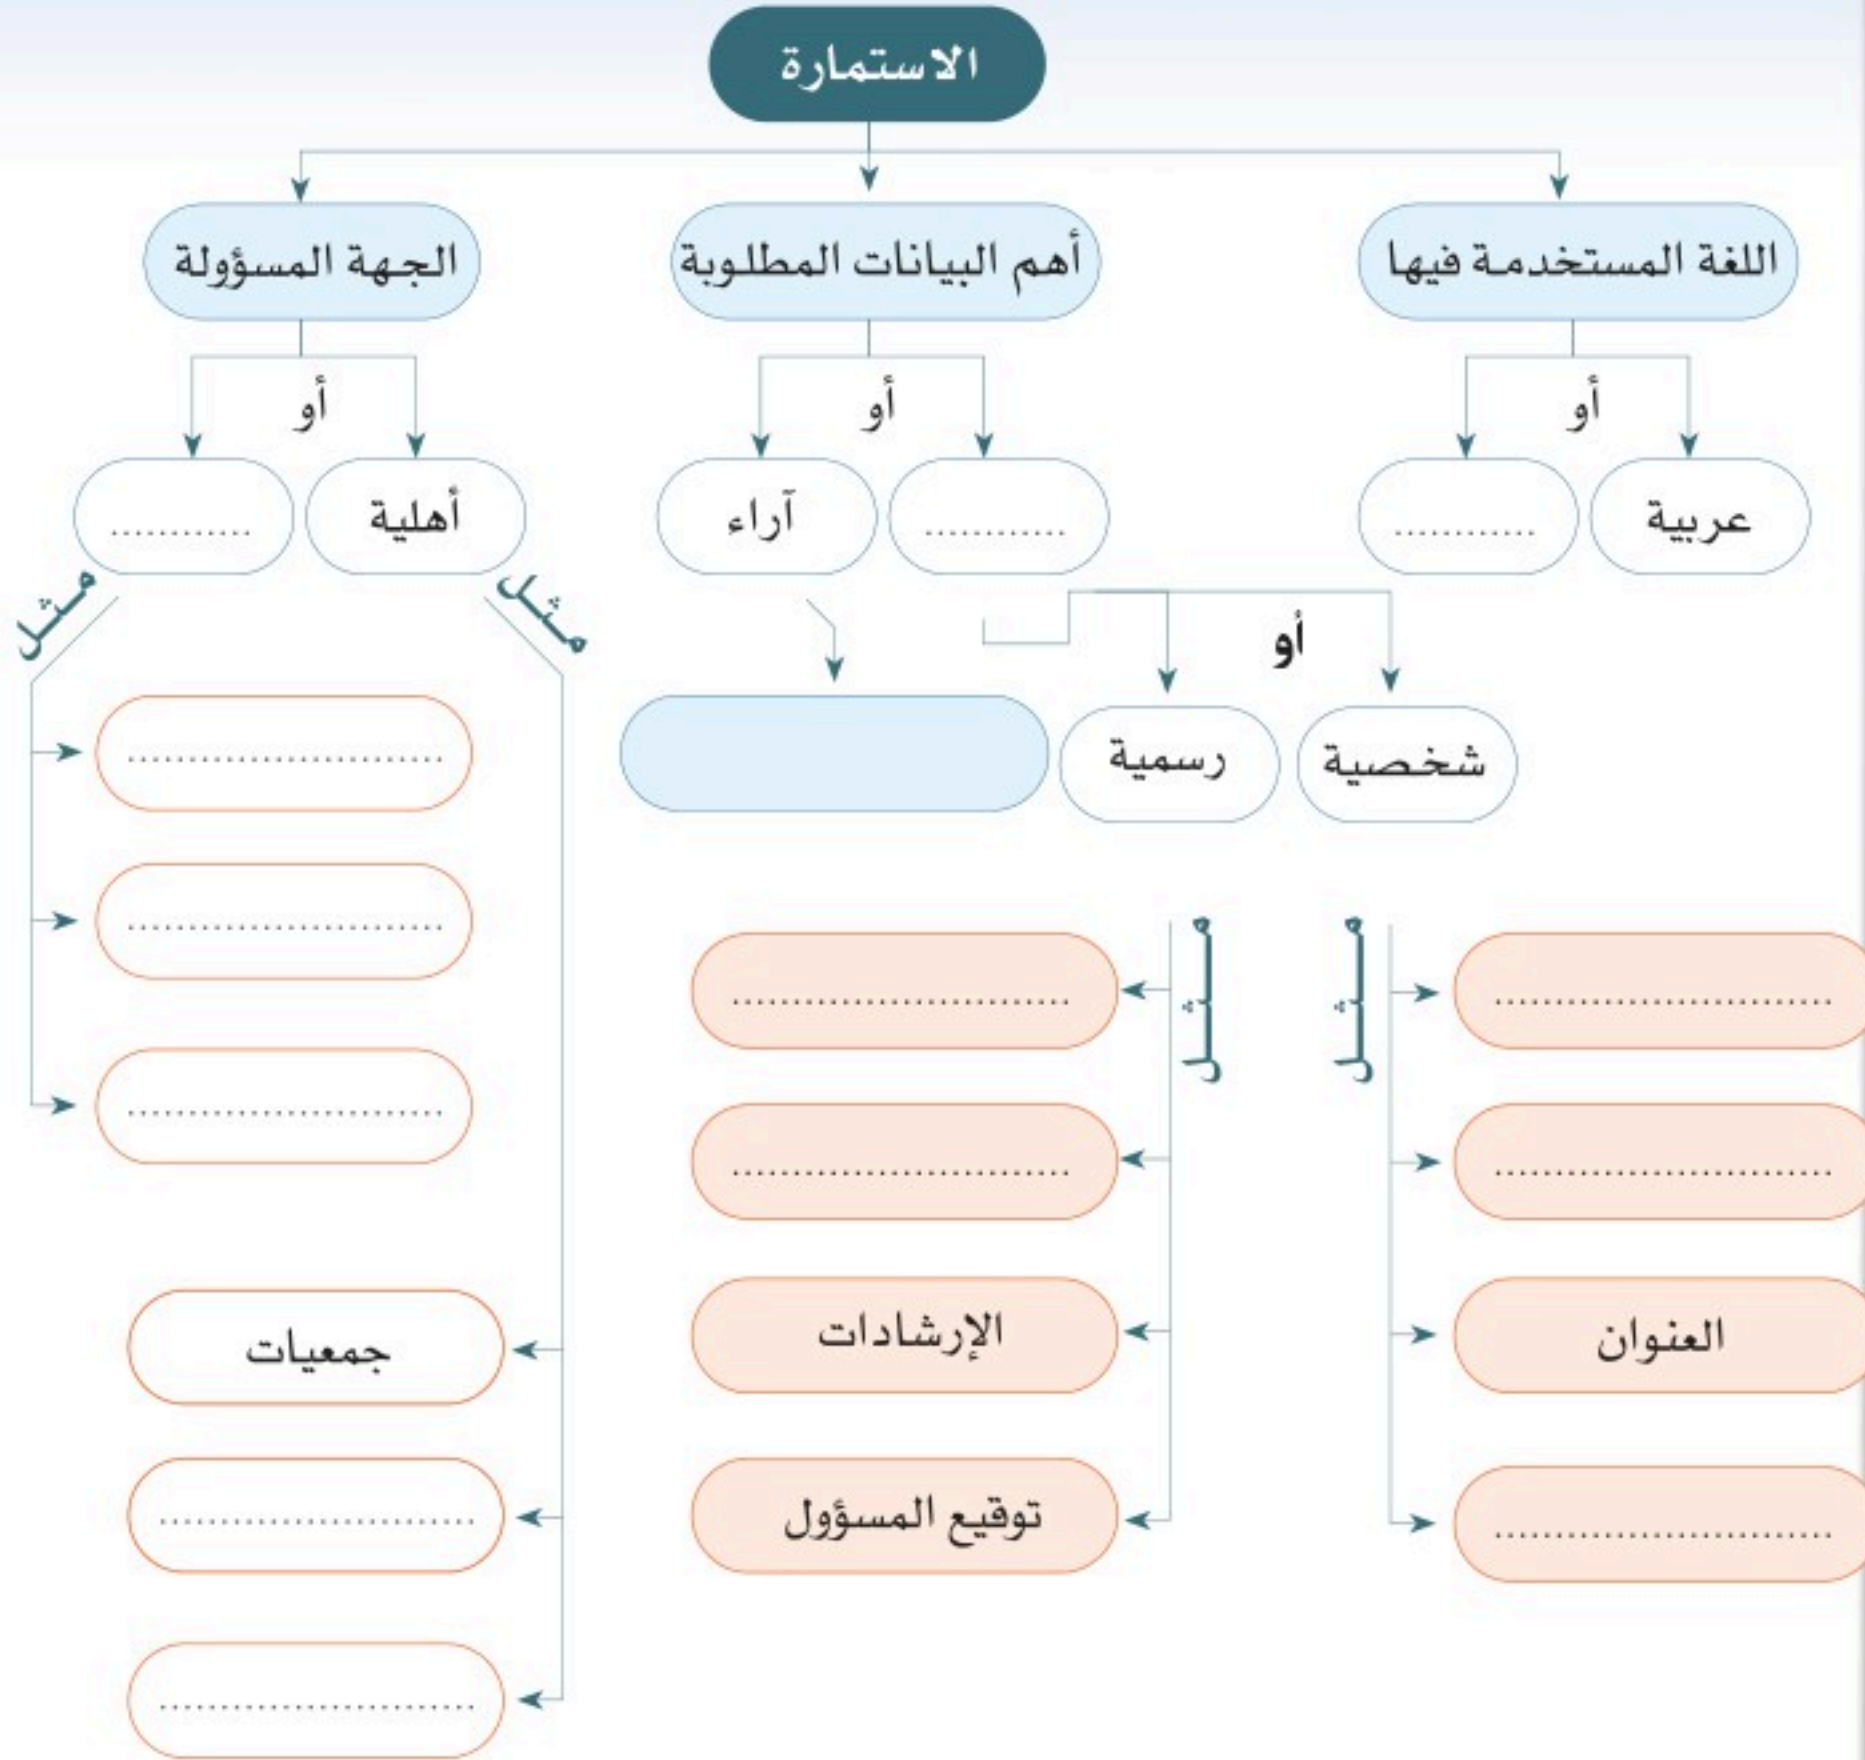 الاستمارة
اللغة المستخدمة فيها
أهم البيانات المطلوبة
الجهة المسؤولة
أو
أو
أو
عربية
............
............
آراء
أهلية
............
مثل
مثل
أو
شخصية
رسمية
مثل
مثل
.............................
.............................
...........................
.............................
.............................
...........................
العنوان
الإرشادات
...........................
جمعيات
.............................
توقيع المسؤول
...........................
...........................